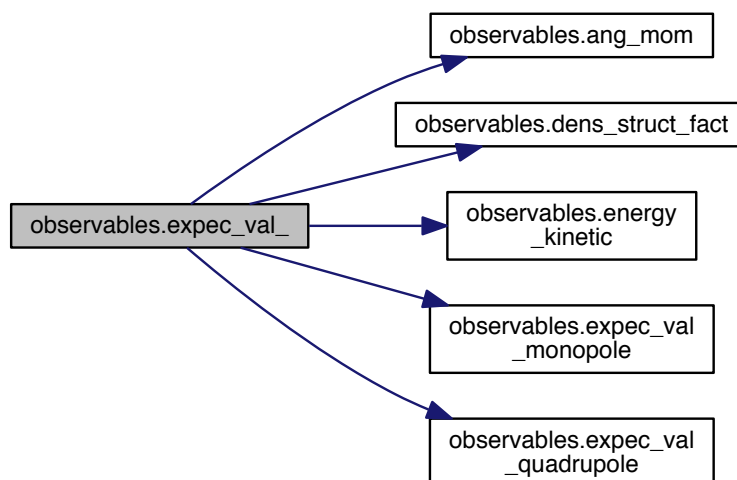 observables.ang_mom
observables.dens_struct_fact
observables.expec_val_
observables.energy
_kinetic
observables.expec_val
_monopole
observables.expec_val
_quadrupole